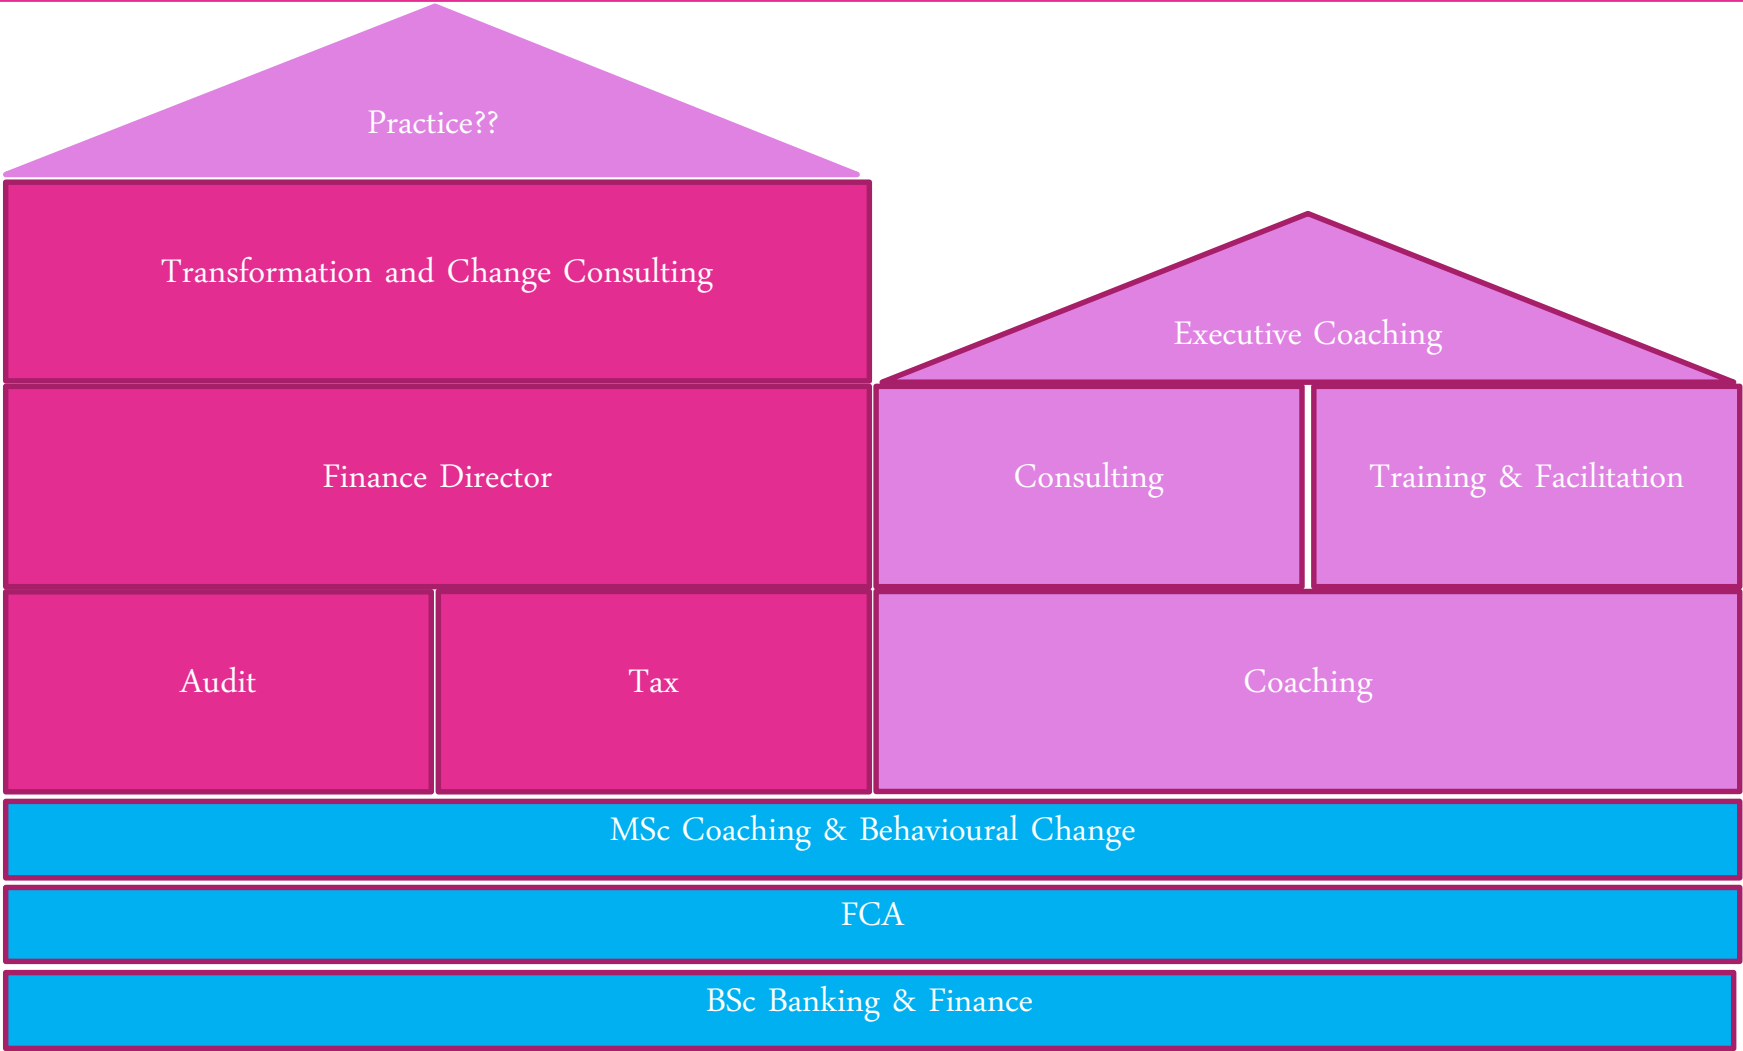 Practice??
Transformation and Change Consulting
Executive Coaching
Finance Director
Consulting
Training & Facilitation
Audit
Tax
Coaching
MSc Coaching & Behavioural Change
FCA
BSc Banking & Finance